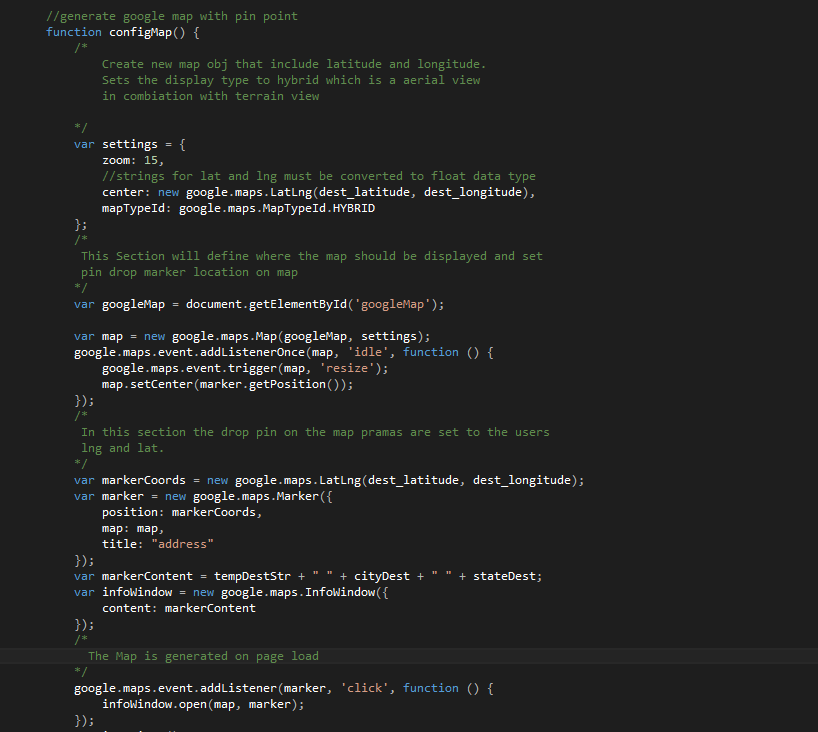 //generate google map with pin point
function configMap() {
/*
Create new map obj that include latitude and longitude.
Sets the display type to hybrid which is a aerial view
in combiation with terrain view
*/
var settings = {
zoom: 15,
//strings for lat and lng must be converted to float data type
center: new google.maps.LatLng(dest_latitude, dest_longitude),
mapTypeId: google.maps.MapTypeId.HYBRID
};
/*
This Section will define where the map should be displayed and set
pin drop marker location on map
*/
var googleMap = document.getElementById('googleMap');
var map = new google.maps.Map(googleMap, settings);
google.maps.event.addListenerOnce(map, 'idle', function () {
google.maps.event.trigger(map, 'resize');
map.setCenter(marker.getPosition());
});
/*
In this section the drop pin on the map pramas are set to the users
lng and lat.
*/
var markerCoords = new google.maps.LatLng(dest_latitude, dest_longitude);
var marker = new google.maps.Marker({
position: markerCoords,
map: map,
title: "address"
});
var markerContent = tempDestStr + " " + cityDest + " " + stateDest;
var infoWindow = new google.maps.InfoWindow({
content: markerContent
});
/*
The Map is generated on page load
*/
google.maps.event.addListener(marker, 'click', function () {
infoWindow.open(map, marker);
});